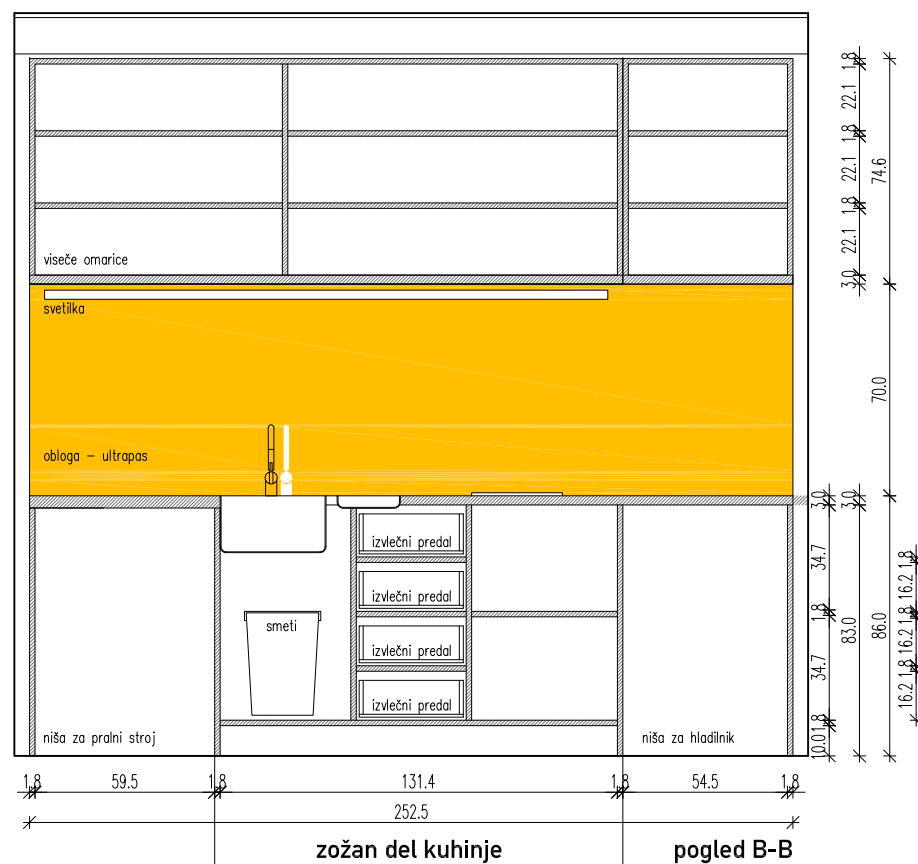 viseče omarice
svetilka
obloga – ultrapas
izvlečni predal
izvlečni predal
smeti
izvlečni predal
izvlečni predal
niša za pralni stroj
niša za hladilnik
1.8
59.5
1.8
131.4
1.8
54.5
1.8
252.5
zožan del kuhinje
pogled B-B
1.8
22.1
1.8
22.1
1.8
22.1
3.0
74.6
70.0
3.0
34.7
1.8
34.7
1.8
10.0
3.0
83.0
86.0
1.8
16.2
1.8
16.2
1.8
16.2